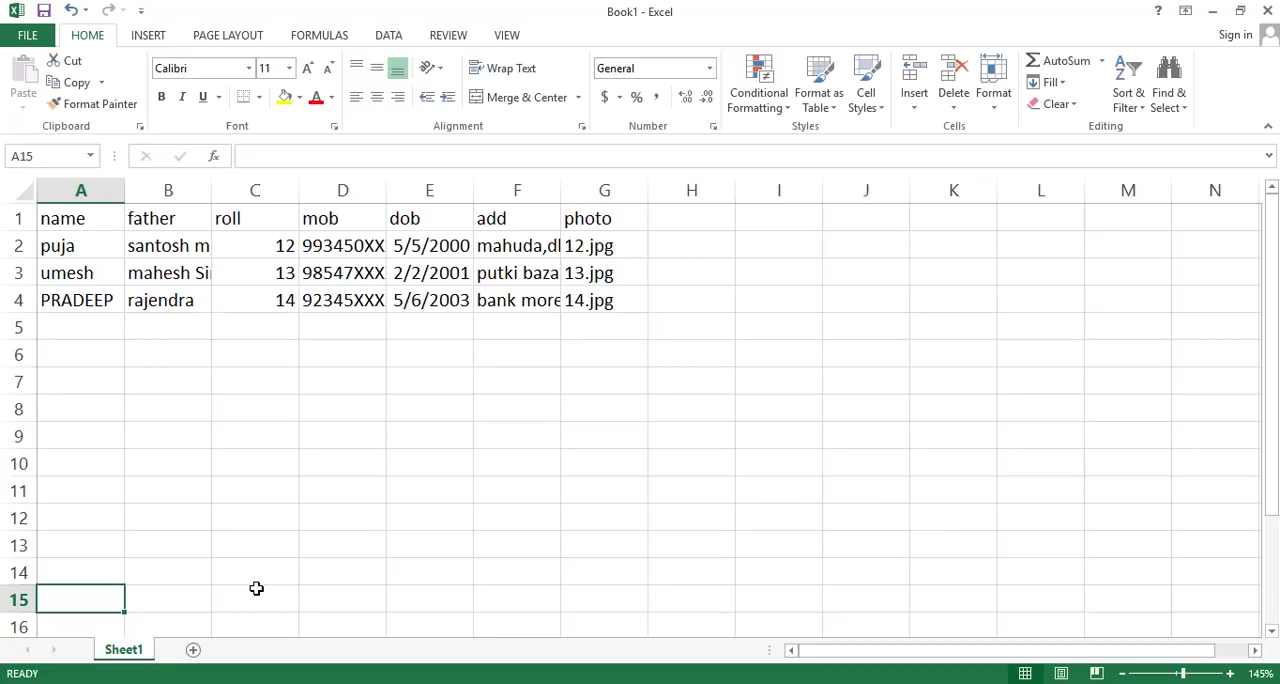 Book1 - Excel
Sign in
FILE HOME INSERT PAGE LAYOUT FORMULAS DATA REVIEW VIEW
Paste Cut Copy Format Painter
Calibri 11 A A
B I U A
Wrap Text
Merge & Center
General
$ % ,
Conditional Formatting
Format as Table
Cell Styles
Insert Delete Format
AutoSum
Fill
Clear
Sort & Filter
Find & Select
Clipboard Font Alignment Number Styles Cells Editing
A15 fx
A B C D E F G H I J K L M N
1 name father roll mob dob add photo
2 puja santosh m 12 993450XX 5/5/2000 mahuda,dl 12.jpg
3 umesh mahesh Si 13 98547XXX 2/2/2001 putki baza 13.jpg
4 PRADEEP rajendra 14 92345XXX 5/6/2003 bank more 14.jpg
5
6
7
8
9
10
11
12
13
14
15
16
Sheet1
READY 145%